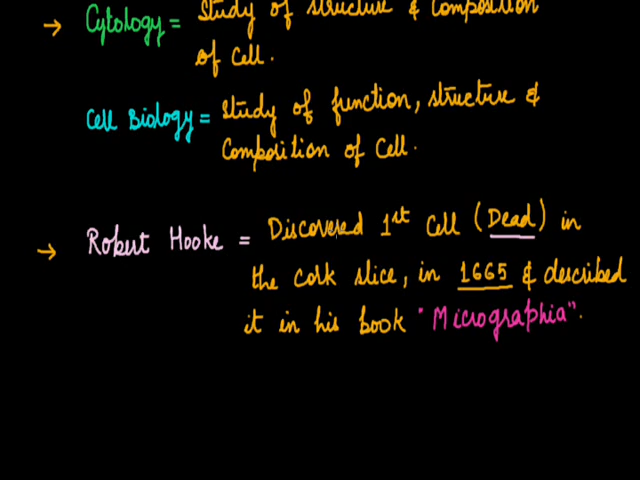 → Cytology = Study of structure & Composition
of Cell.
Cell Biology = Study of function, structure &
Composition of Cell.
→ Robert Hooke = Discovered 1st Cell (Dead) in
the cork slice, in 1665 & described
it in his book "Micrographia".